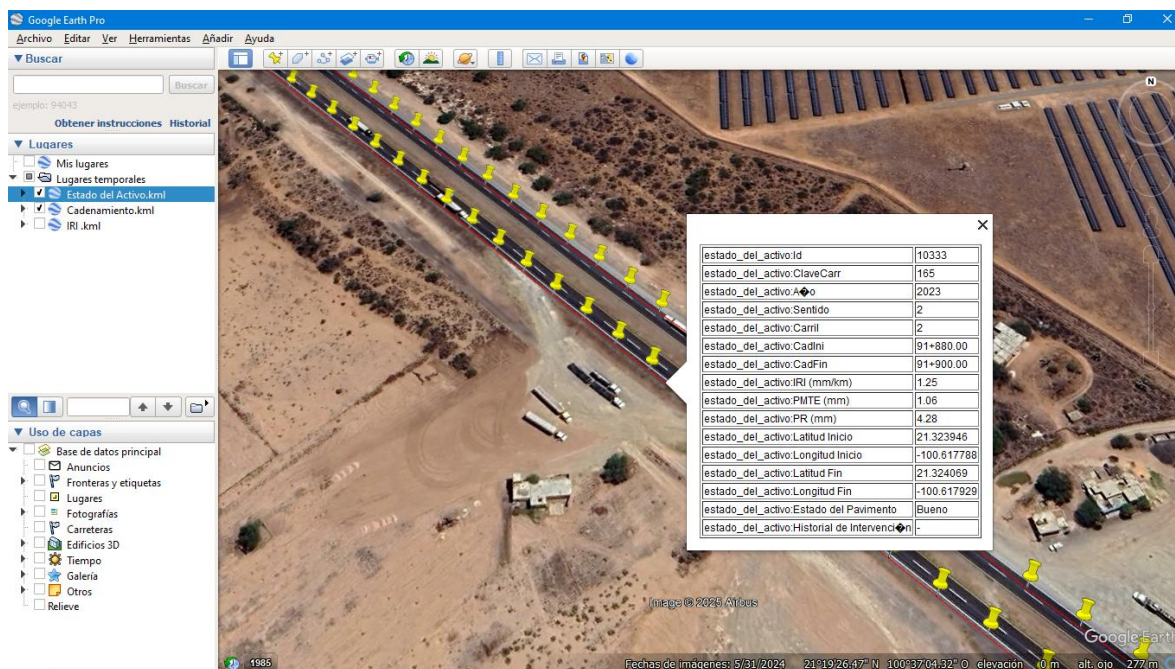 Google Earth Pro
Archivo Editar Ver Herramientas Añadir Ayuda
Buscar
Buscar
ejemplo: 94043
Obtener instrucciones Historial
Lugares
Mis lugares
Lugares temporales
Estado del Activo.kml
Cadenamiento.kml
IRI .kml
Uso de capas
Base de datos principal
Anuncios
Fronteras y etiquetas
Lugares
Fotografías
Carreteras
Edificios 3D
Tiempo
Galería
Otros
Relieve
N
estado_del_activo:Id 10333
estado_del_activo:ClaveCarr 165
estado_del_activo:A�o 2023
estado_del_activo:Sentido 2
estado_del_activo:Carril 2
estado_del_activo:CadIni 91+880.00
estado_del_activo:CadFin 91+900.00
estado_del_activo:IRI (mm/km) 1.25
estado_del_activo:PMTE (mm) 1.06
estado_del_activo:PR (mm) 4.28
estado_del_activo:Latitud Inicio 21.323946
estado_del_activo:Longitud Inicio -100.617788
estado_del_activo:Latitud Fin 21.324069
estado_del_activo:Longitud Fin -100.617929
estado_del_activo:Estado del Pavimento Bueno
estado_del_activo:Historial de Intervenci�n -
Image © 2025 Airbus
Google Earth
1985
Fechas de imágenes: 5/31/2024 21°19'26.47" N 100°37'04.32" O elevación 0 m alt. ojo 277 m